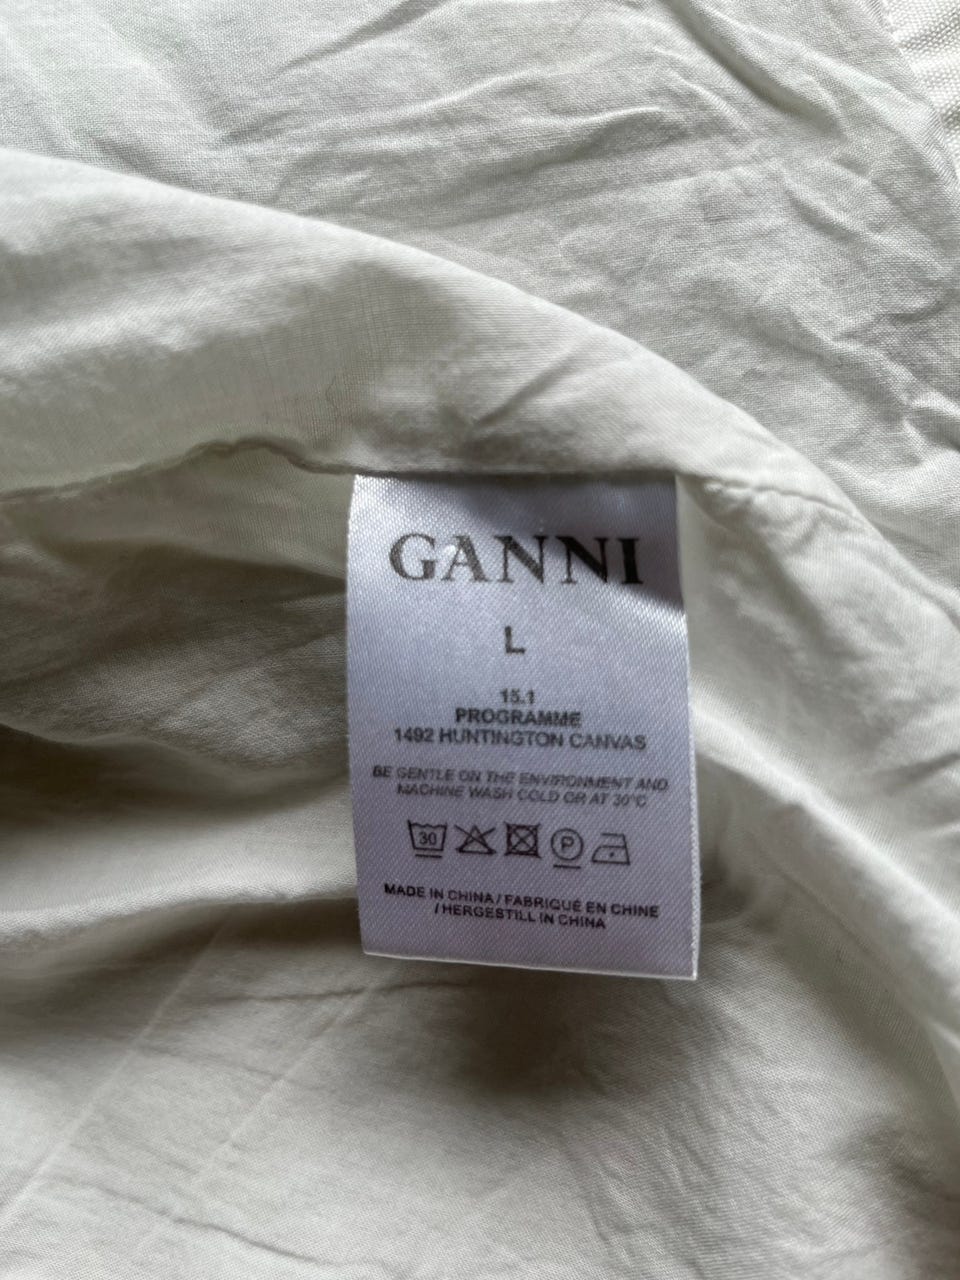 GANNI
L
15.1
PROGRAMME
1492 HUNTINGTON CANVAS
BE GENTLE ON THE ENVIRONMENT AND
MACHINE WASH COLD OR AT 30°C
30 P
MADE IN CHINA / FABRIQUÉ EN CHINE
/ HERGESTILL IN CHINA